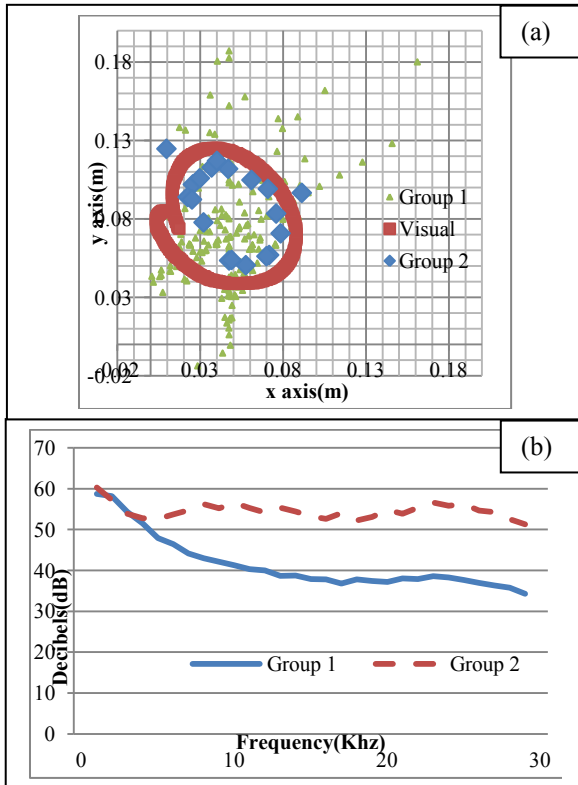 (a)
0.18
0.13
0.08
0.03
-0.02
y axis(m)
Group 1
Visual
Group 2
-0.02 0.03 0.08 0.13 0.18
x axis(m)
(b)
70
60
50
40
30
20
10
0
Decibels(dB)
Group 1 Group 2
0 10 20 30
Frequency(Khz)